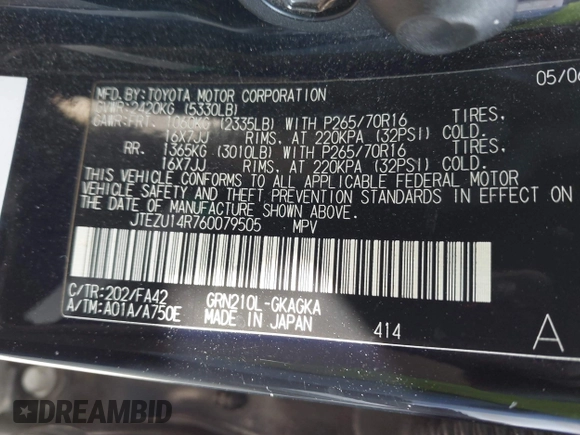 MFD.BY:TOYOTA MOTOR CORPORATION 05/06
GVWR:2420KG (5330LB)
GAWR:FRT. 1060KG (2335LB) WITH P265/70R16 TIRES.
16X7JJ RIMS. AT 220KPA (32PSI) COLD.
RR. 1365KG (3010LB) WITH P265/70R16 TIRES.
16X7JJ RIMS. AT 220KPA (32PSI) COLD.
THIS VEHICLE CONFORMS TO ALL APPLICABLE FEDERAL MOTOR
VEHICLE SAFETY AND THEFT PREVENTION STANDARDS IN EFFECT ON
THE DATE OF MANUFACTURE SHOWN ABOVE.
JTEZU14R760079505 MPV
C/TR:202/FA42 GRN210L-GKAGKA
A/TM:A01A/A750E MADE IN JAPAN 414 A
DREAMBID